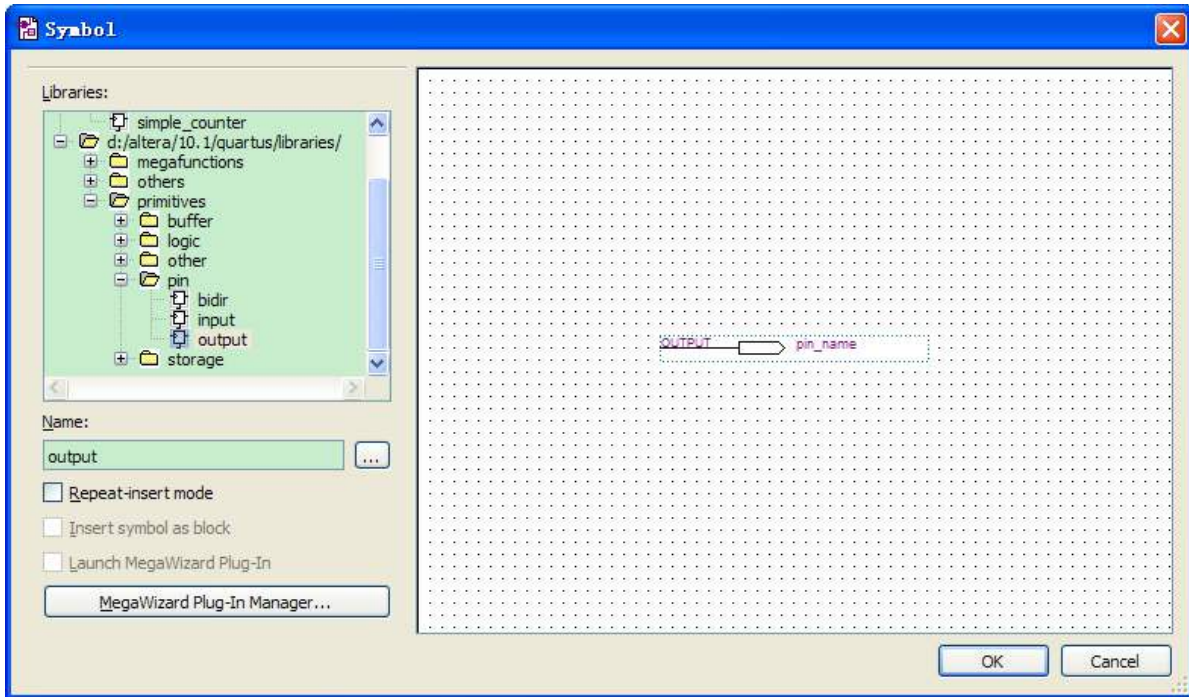 Symbol
Libraries:
simple_counter
d:/altera/10.1/quartus/libraries/
megafunctions
others
primitives
buffer
logic
other
pin
bidir
input
output
storage
Name:
output
...
Repeat-insert mode
Insert symbol as block
Launch MegaWizard Plug-In
MegaWizard Plug-In Manager...
OUTPUT pin_name
OK Cancel